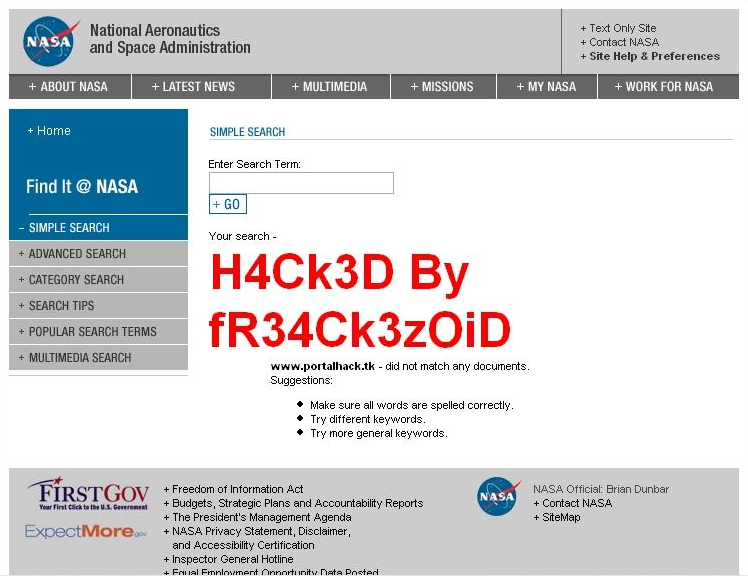 NASA
National Aeronautics
and Space Administration
+ Text Only Site
+ Contact NASA
+ Site Help & Preferences
+ ABOUT NASA
+ LATEST NEWS
+ MULTIMEDIA
+ MISSIONS
+ MY NASA
+ WORK FOR NASA
+ Home
Find It @ NASA
– SIMPLE SEARCH
+ ADVANCED SEARCH
+ CATEGORY SEARCH
+ SEARCH TIPS
+ POPULAR SEARCH TERMS
+ MULTIMEDIA SEARCH
SIMPLE SEARCH
Enter Search Term:
+ GO
Your search -
H4Ck3D By
fR34Ck3zOiD
www.portalhack.tk - did not match any documents.
Suggestions:
• Make sure all words are spelled correctly.
• Try different keywords.
• Try more general keywords.
FIRSTGOV
Your First Click to the U.S. Government
ExpectMore.gov
+ Freedom of Information Act
+ Budgets, Strategic Plans and Accountability Reports
+ The President's Management Agenda
+ NASA Privacy Statement, Disclaimer,
and Accessibility Certification
+ Inspector General Hotline
+ Equal Employment Opportunity Data Posted
NASA
NASA Official: Brian Dunbar
+ Contact NASA
+ SiteMap